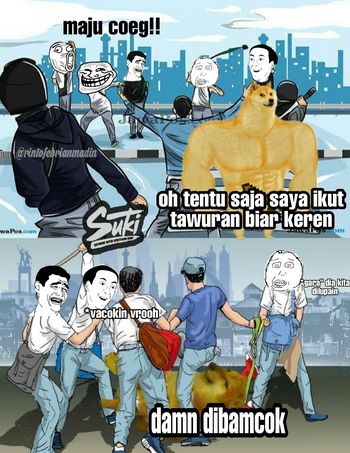 maju coeg!!
@rintofebrianmadin
oh tentu saja saya ikut
tawuran biar keren
waPos.com
Suki
*vacokin vrooh
*gara" dia kita
dilupain
damn dibamcok